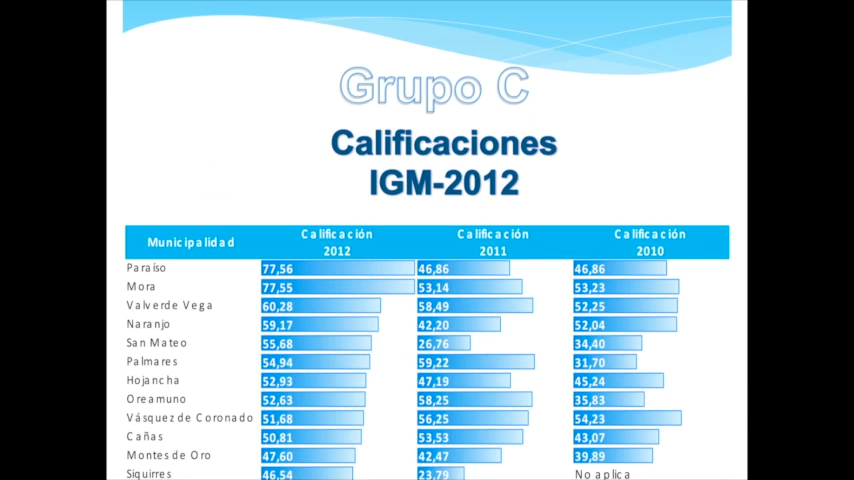 Grupo C
Calificaciones
IGM-2012
Municipalidad Calificación 2012 Calificación 2011 Calificación 2010
Paraíso 77,56 46,86 46,86
Mora 77,55 53,14 53,23
Valverde Vega 60,28 58,49 52,25
Naranjo 59,17 42,20 52,04
San Mateo 55,68 26,76 34,40
Palmares 54,94 59,22 31,70
Hojancha 52,93 47,19 45,24
Oreamuno 52,63 58,25 35,83
Vásquez de Coronado 51,68 56,25 54,23
Cañas 50,81 53,53 43,07
Montes de Oro 47,60 42,47 39,89
Siquirres 46,54 23,79 No aplica